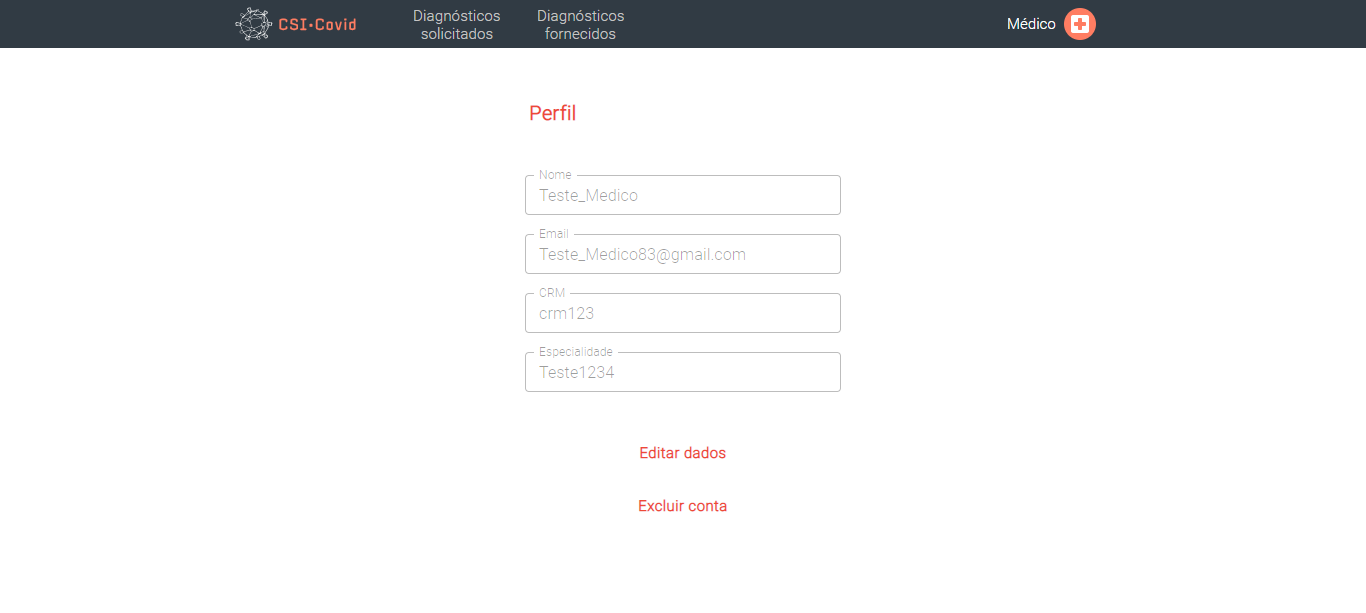 CSI•Covid
Diagnósticos
solicitados
Diagnósticos
fornecidos
Médico
Perfil
Nome
Teste_Medico
Email
Teste_Medico83@gmail.com
CRM
crm123
Especialidade
Teste1234
Editar dados
Excluir conta